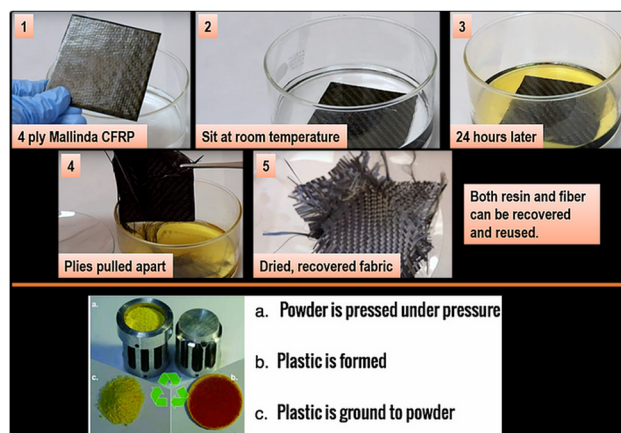 1
4 ply Mallinda CFRP
2
Sit at room temperature
3
24 hours later
4
Plies pulled apart
5
Dried, recovered fabric
Both resin and fiber
can be recovered
and reused.
a.
c.
b.
a. Powder is pressed under pressure
b. Plastic is formed
c. Plastic is ground to powder